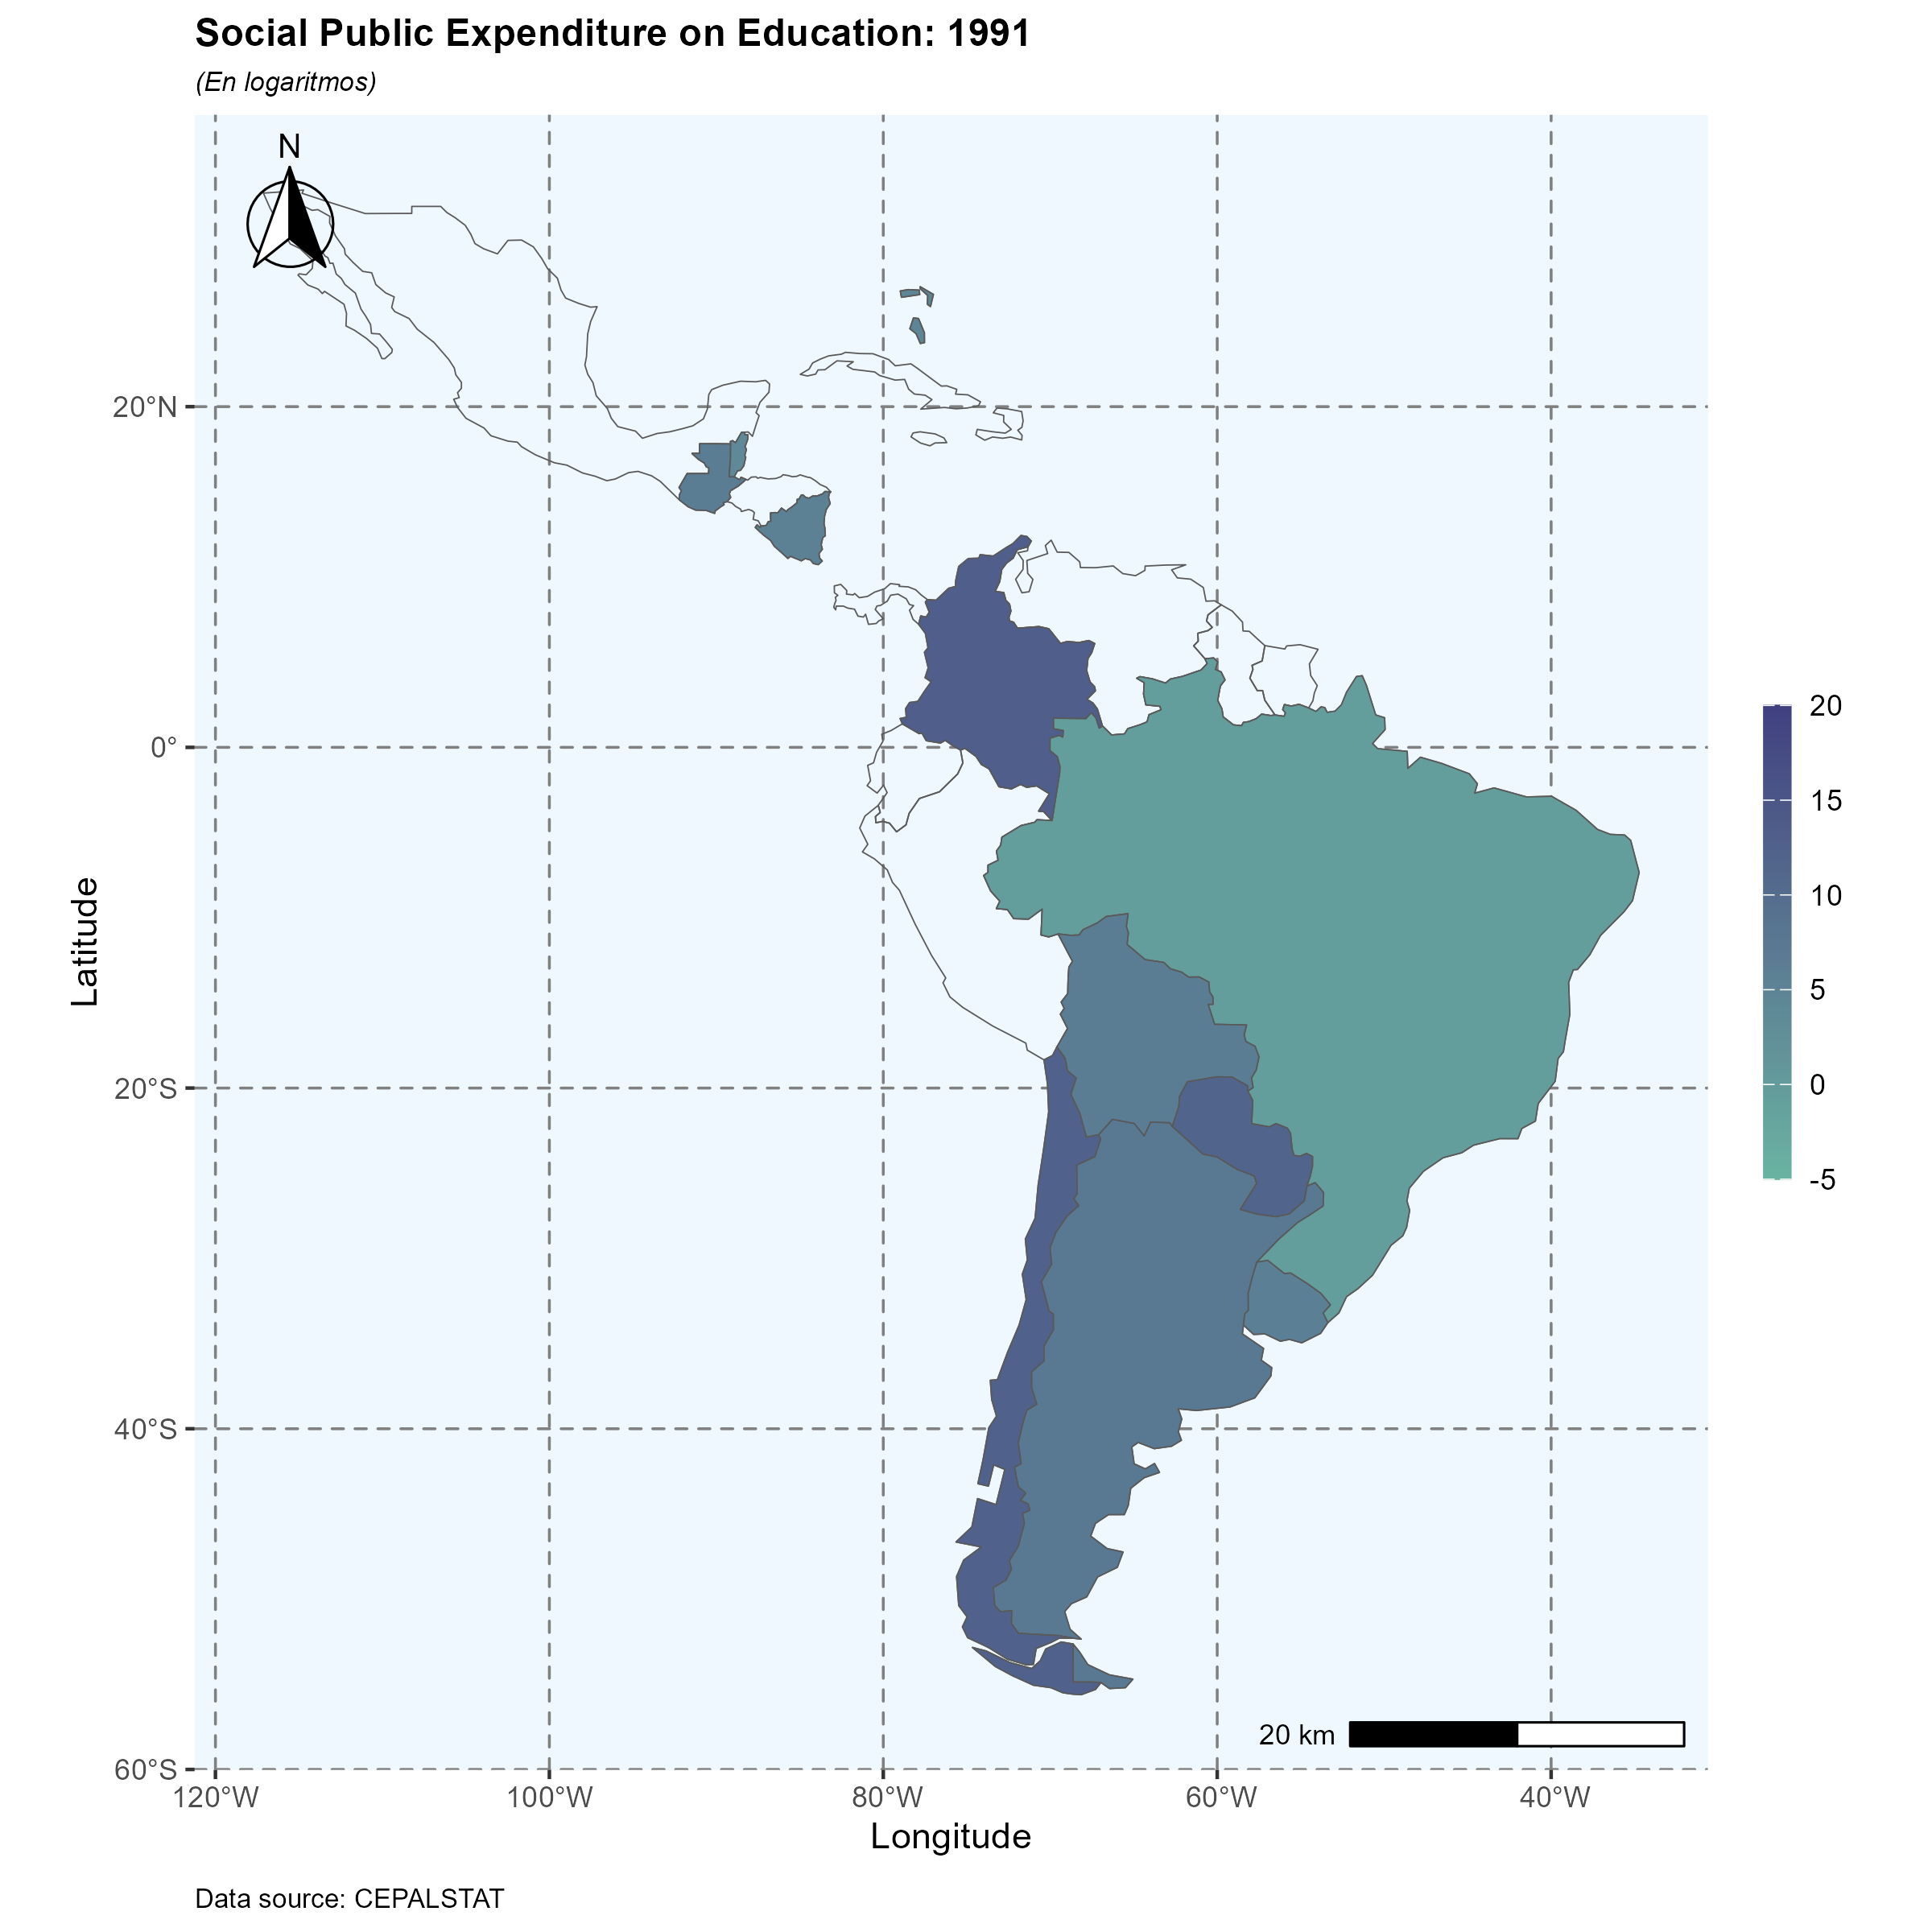 Social Public Expenditure on Education: 1991
(En logaritmos)
N
20°N
0°
20°S
40°S
60°S
120°W
100°W
80°W
60°W
40°W
Latitude
Longitude
20
15
10
5
0
-5
20 km
Data source: CEPALSTAT